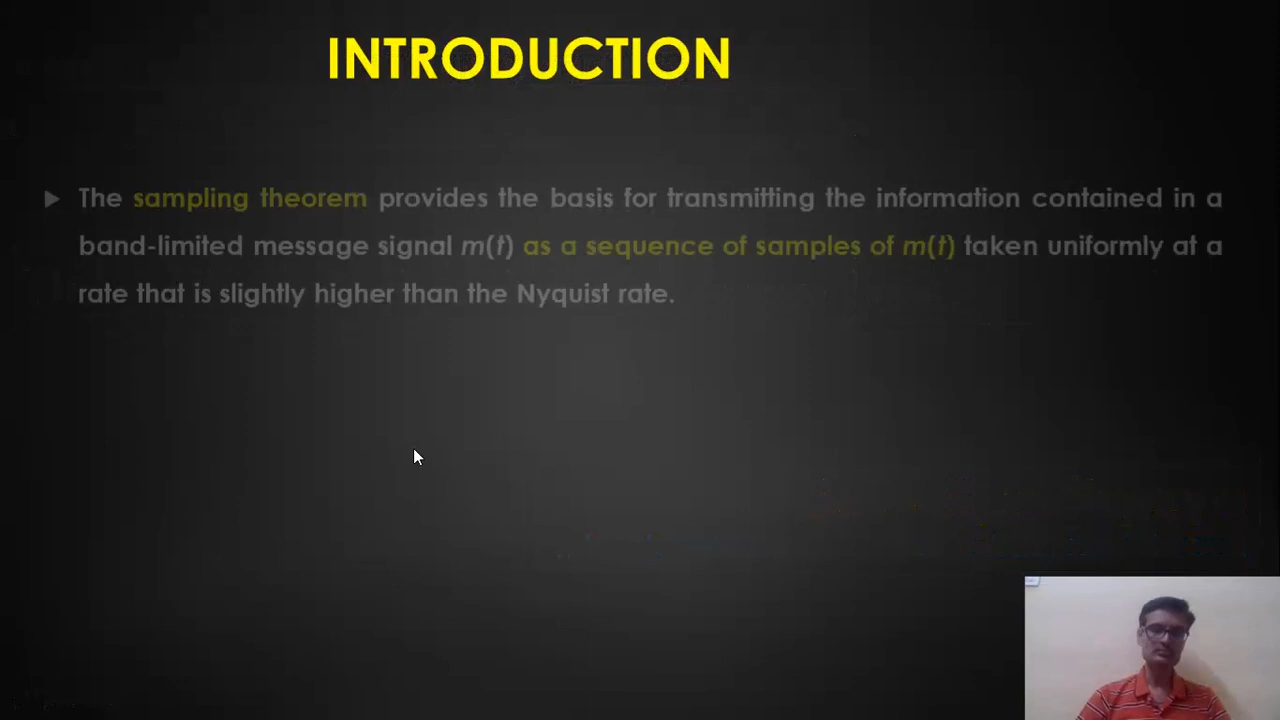 INTRODUCTION
The sampling theorem provides the basis for transmitting the information contained in a
band-limited message signal m(t) as a sequence of samples of m(t) taken uniformly at a
rate that is slightly higher than the Nyquist rate.